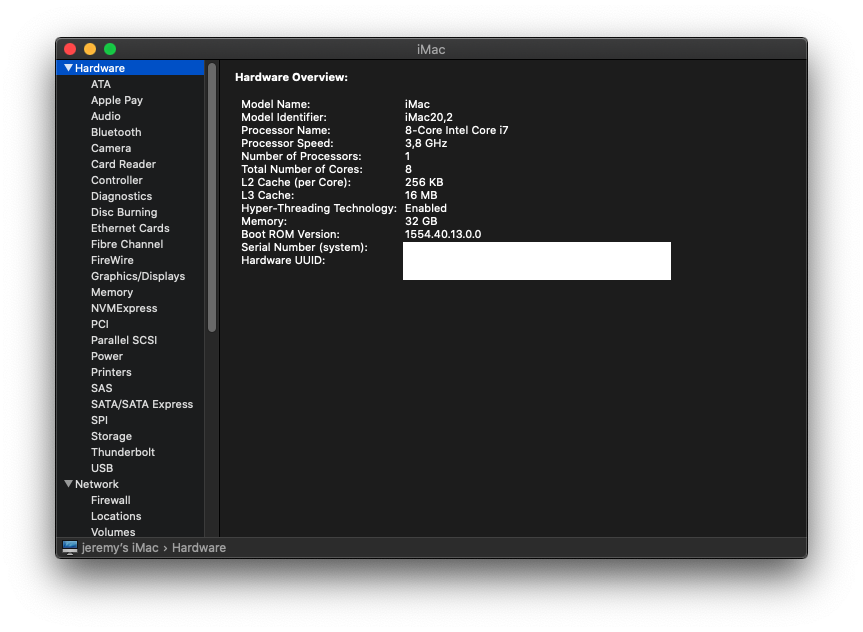 iMac
Hardware
ATA
Apple Pay
Audio
Bluetooth
Camera
Card Reader
Controller
Diagnostics
Disc Burning
Ethernet Cards
Fibre Channel
FireWire
Graphics/Displays
Memory
NVMExpress
PCI
Parallel SCSI
Power
Printers
SAS
SATA/SATA Express
SPI
Storage
Thunderbolt
USB
Network
Firewall
Locations
Volumes
Hardware Overview:
Model Name: iMac
Model Identifier: iMac20,2
Processor Name: 8-Core Intel Core i7
Processor Speed: 3,8 GHz
Number of Processors: 1
Total Number of Cores: 8
L2 Cache (per Core): 256 KB
L3 Cache: 16 MB
Hyper-Threading Technology: Enabled
Memory: 32 GB
Boot ROM Version: 1554.40.13.0.0
Serial Number (system):
Hardware UUID:
jeremy's iMac › Hardware